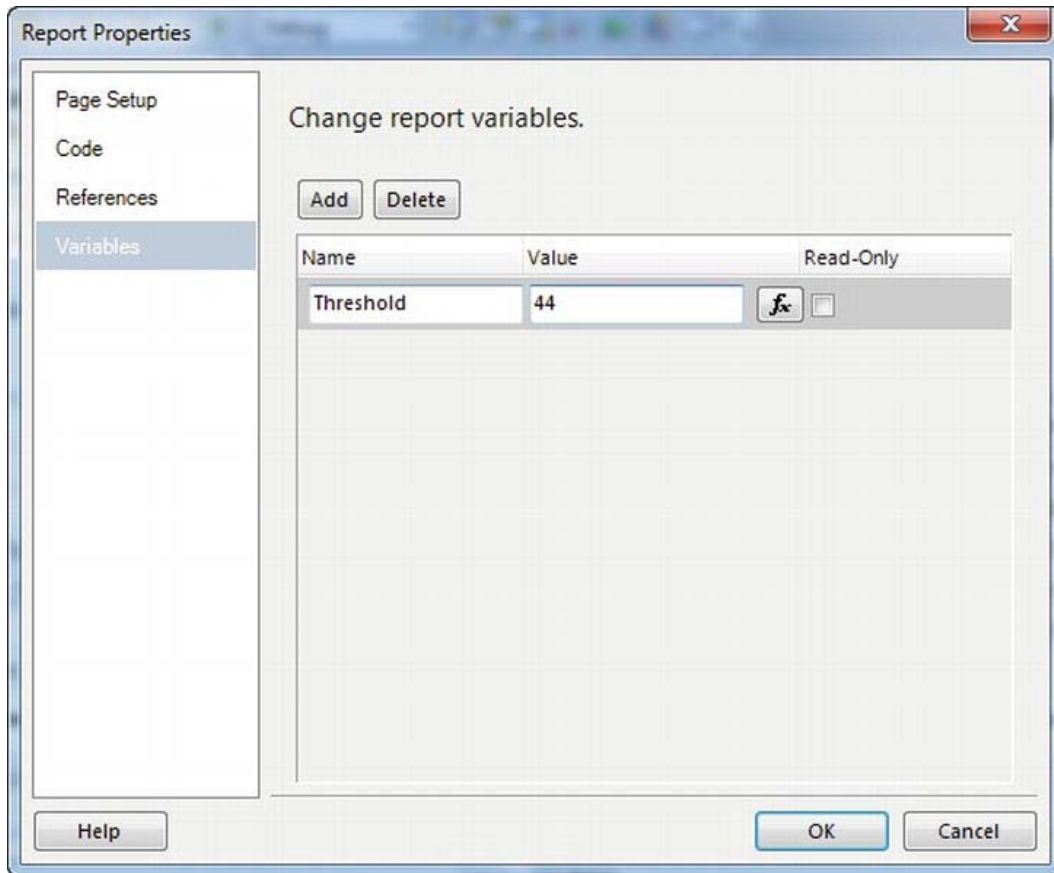 Report Properties
Page Setup
Code
References
Variables
Change report variables.
Add Delete
Name Value Read-Only
Threshold 44 fx
Help OK Cancel